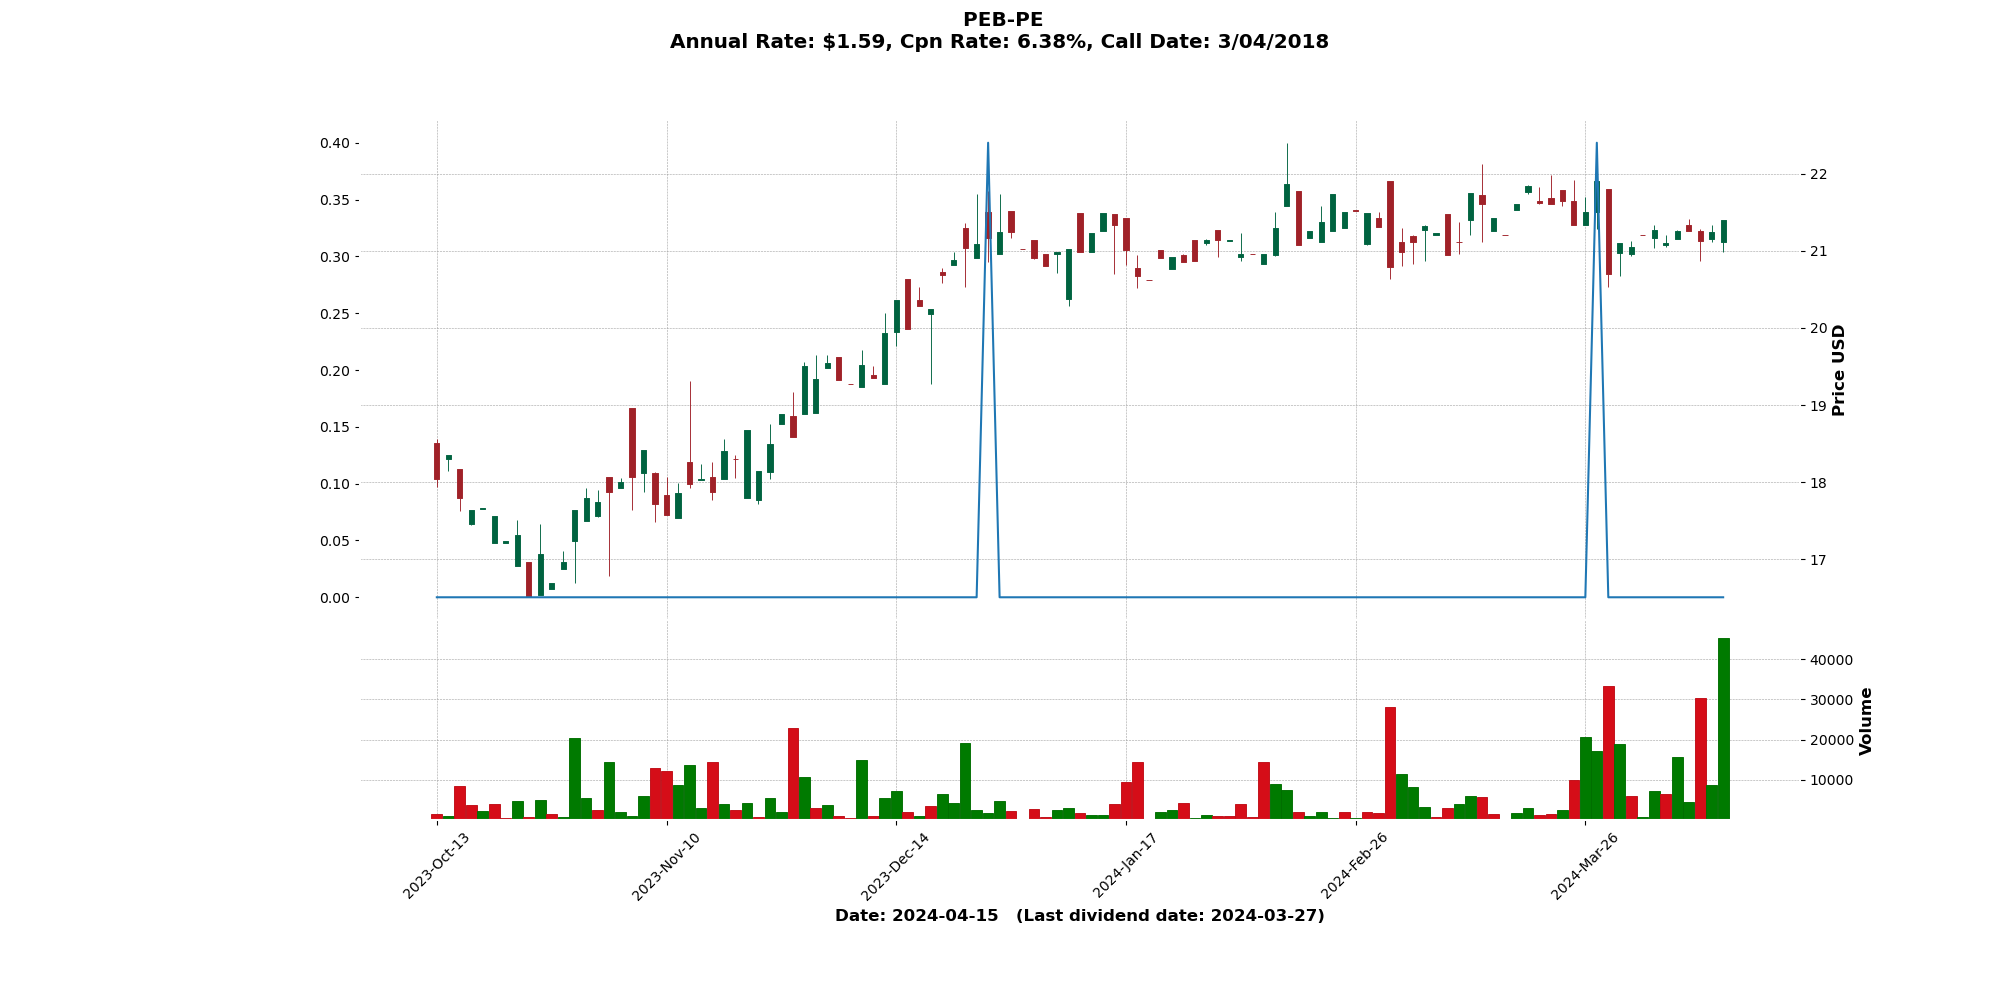 PEB-PE
Annual Rate: $1.59, Cpn Rate: 6.38%, Call Date: 3/04/2018
0.40
0.35
0.30
0.25
0.20
0.15
0.10
0.05
0.00
22
21
20
19
18
17
Price USD
40000
30000
20000
10000
Volume
2023-Oct-13
2023-Nov-10
2023-Dec-14
2024-Jan-17
2024-Feb-26
2024-Mar-26
Date: 2024-04-15 (Last dividend date: 2024-03-27)